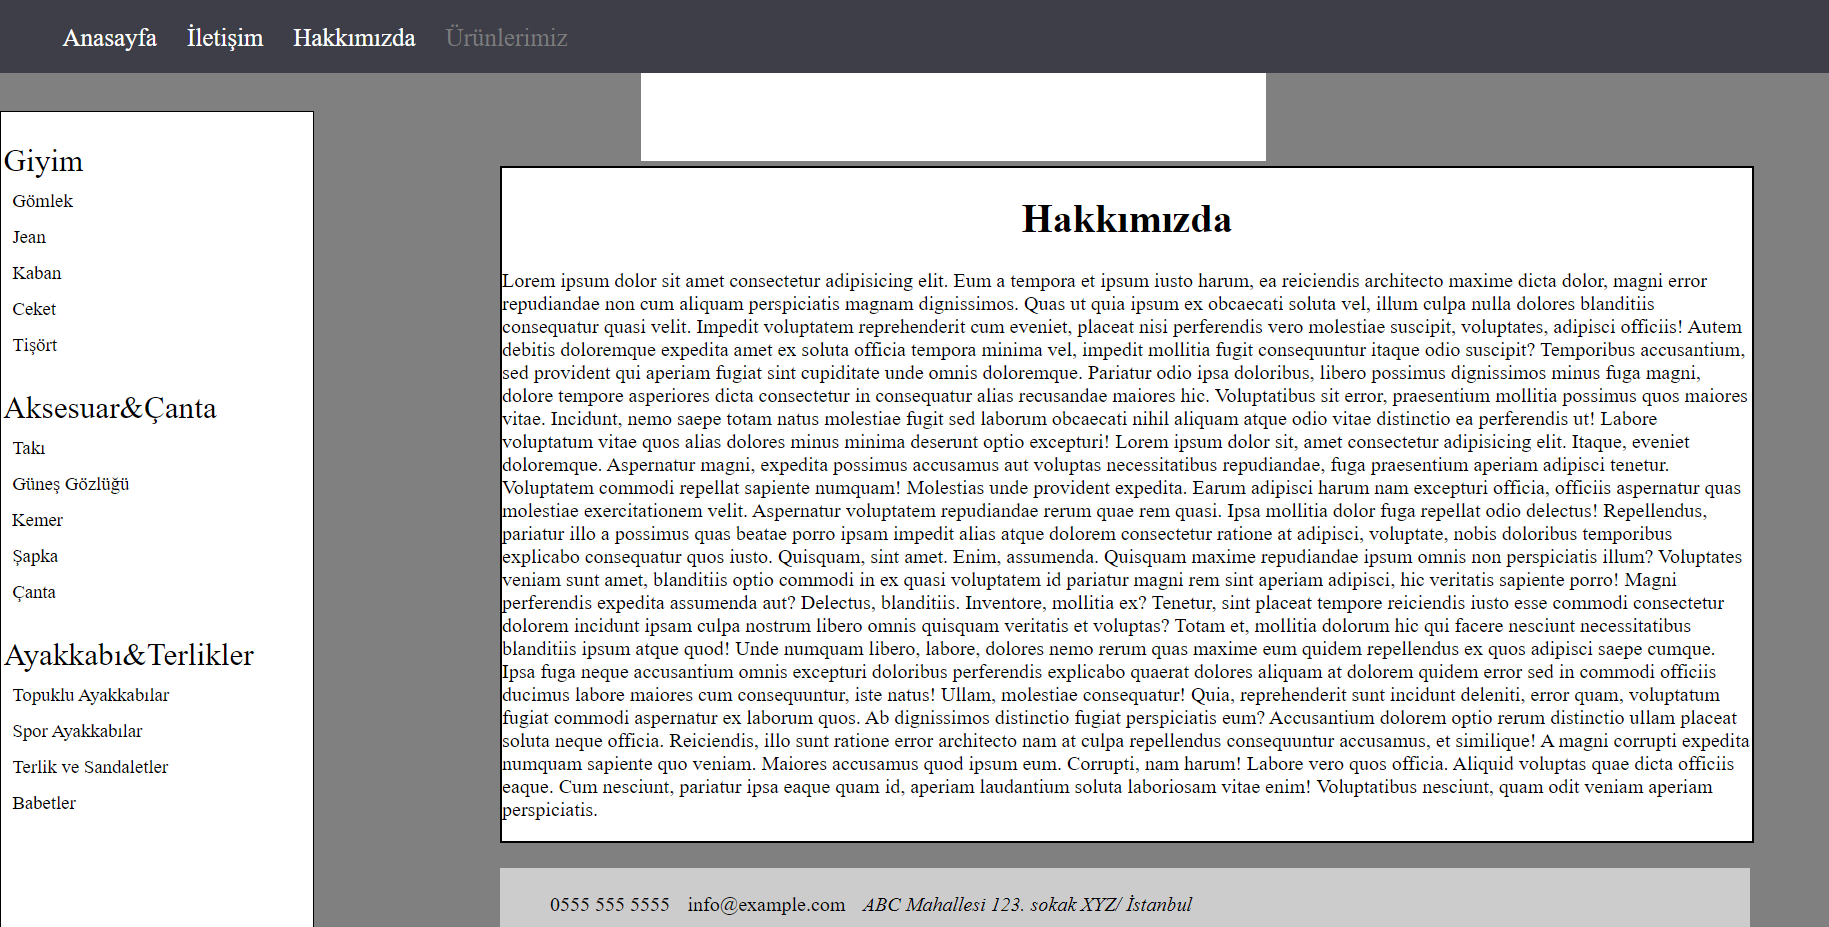 Anasayfa İletişim Hakkımızda Ürünlerimiz
Giyim
Gömlek
Jean
Kaban
Ceket
Tişört
Aksesuar&Çanta
Takı
Güneş Gözlüğü
Kemer
Şapka
Çanta
Ayakkabı&Terlikler
Topuklu Ayakkabılar
Spor Ayakkabılar
Terlik ve Sandaletler
Babetler
Hakkımızda
Lorem ipsum dolor sit amet consectetur adipisicing elit. Eum a tempora et ipsum iusto harum, ea reiciendis architecto maxime dicta dolor, magni error
repudiandae non cum aliquam perspiciatis magnam dignissimos. Quas ut quia ipsum ex obcaecati soluta vel, illum culpa nulla dolores blanditiis
consequatur quasi velit. Impedit voluptatem reprehenderit cum eveniet, placeat nisi perferendis vero molestiae suscipit, voluptates, adipisci officiis! Autem
debitis doloremque expedita amet ex soluta officia tempora minima vel, impedit mollitia fugit consequuntur itaque odio suscipit? Temporibus accusantium,
sed provident qui aperiam fugiat sint cupiditate unde omnis doloremque. Pariatur odio ipsa doloribus, libero possimus dignissimos minus fuga magni,
dolore tempore asperiores dicta consectetur in consequatur alias recusandae maiores hic. Voluptatibus sit error, praesentium mollitia possimus quos maiores
vitae. Incidunt, nemo saepe totam natus molestiae fugit sed laborum obcaecati nihil aliquam atque odio vitae distinctio ea perferendis ut! Labore
voluptatum vitae quos alias dolores minus minima deserunt optio excepturi! Lorem ipsum dolor sit, amet consectetur adipisicing elit. Itaque, eveniet
doloremque. Aspernatur magni, expedita possimus accusamus aut voluptas necessitatibus repudiandae, fuga praesentium aperiam adipisci tenetur.
Voluptatem commodi repellat sapiente numquam! Molestias unde provident expedita. Earum adipisci harum nam excepturi officia, officiis aspernatur quas
molestiae exercitationem velit. Aspernatur voluptatem repudiandae rerum quae rem quasi. Ipsa mollitia dolor fuga repellat odio delectus! Repellendus,
pariatur illo a possimus quas beatae porro ipsam impedit alias atque dolorem consectetur ratione at adipisci, voluptate, nobis doloribus temporibus
explicabo consequatur quos iusto. Quisquam, sint amet. Enim, assumenda. Quisquam maxime repudiandae ipsum omnis non perspiciatis illum? Voluptates
veniam sunt amet, blanditiis optio commodi in ex quasi voluptatem id pariatur magni rem sint aperiam adipisci, hic veritatis sapiente porro! Magni
perferendis expedita assumenda aut? Delectus, blanditiis. Inventore, mollitia ex? Tenetur, sint placeat tempore reiciendis iusto esse commodi consectetur
dolorem incidunt ipsam culpa nostrum libero omnis quisquam veritatis et voluptas? Totam et, mollitia dolorum hic qui facere nesciunt necessitatibus
blanditiis ipsum atque quod! Unde numquam libero, labore, dolores nemo rerum quas maxime eum quidem repellendus ex quos adipisci saepe cumque.
Ipsa fuga neque accusantium omnis excepturi doloribus perferendis explicabo quaerat dolores aliquam at dolorem quidem error sed in commodi officiis
ducimus labore maiores cum consequuntur, iste natus! Ullam, molestiae consequatur! Quia, reprehenderit sunt incidunt deleniti, error quam, voluptatum
fugiat commodi aspernatur ex laborum quos. Ab dignissimos distinctio fugiat perspiciatis eum? Accusantium dolorem optio rerum distinctio ullam placeat
soluta neque officia. Reiciendis, illo sunt ratione error architecto nam at culpa repellendus consequuntur accusamus, et similique! A magni corrupti expedita
numquam sapiente quo veniam. Maiores accusamus quod ipsum eum. Corrupti, nam harum! Labore vero quos officia. Aliquid voluptas quae dicta officiis
eaque. Cum nesciunt, pariatur ipsa eaque quam id, aperiam laudantium soluta laboriosam vitae enim! Voluptatibus nesciunt, quam odit veniam aperiam
perspiciatis.
0555 555 5555 info@example.com ABC Mahallesi 123. sokak XYZ/ İstanbul